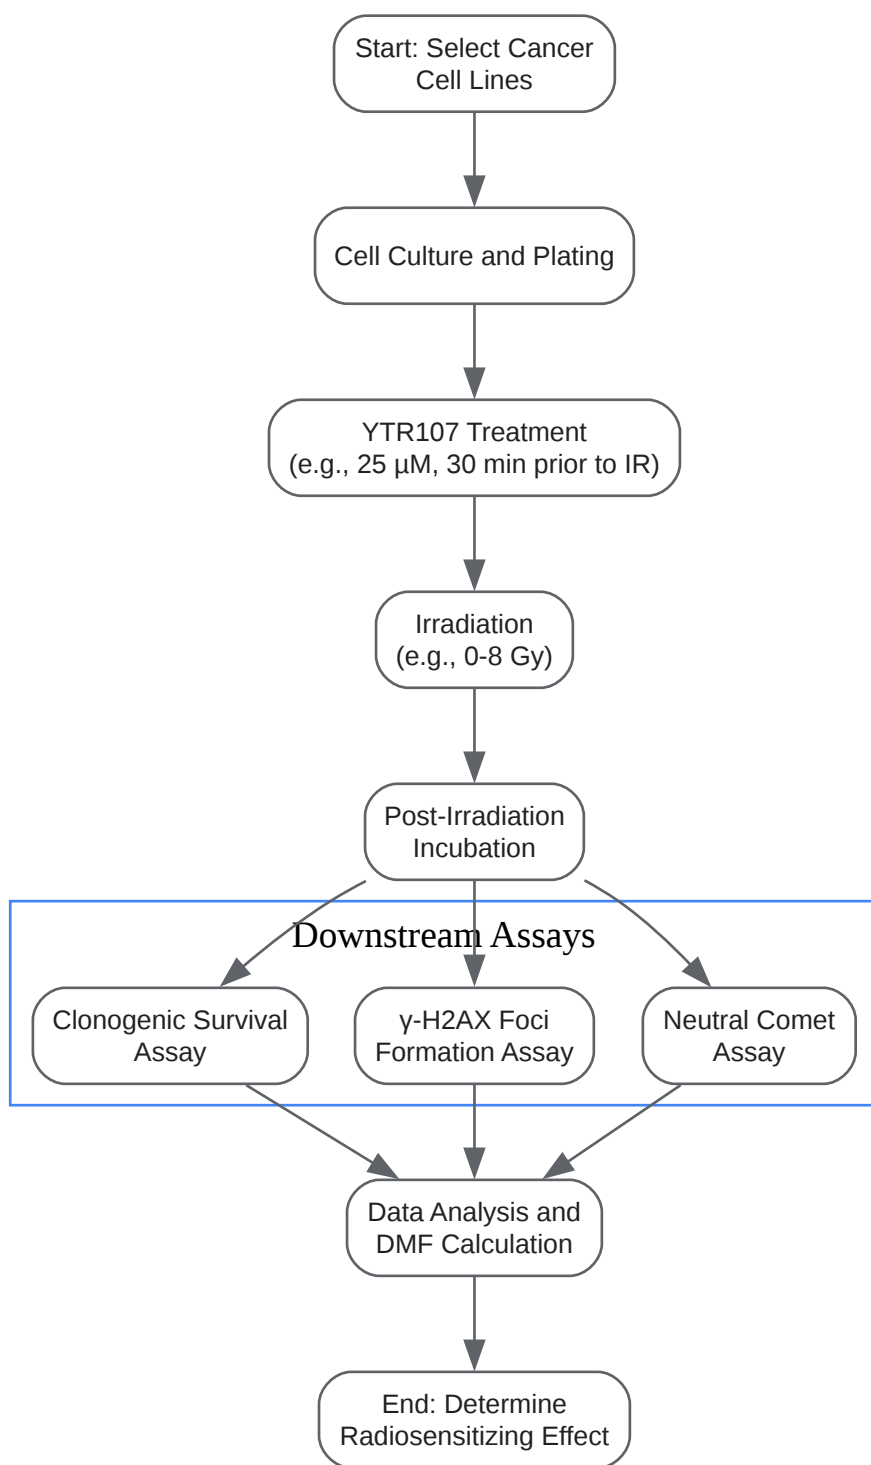 Start: Select Cancer
Cell Lines
Cell Culture and Plating
YTR107 Treatment
(e.g., 25 µM, 30 min prior to IR)
Irradiation
(e.g., 0-8 Gy)
Post-Irradiation
Incubation
Downstream Assays
Clonogenic Survival
Assay
γ-H2AX Foci
Formation Assay
Neutral Comet
Assay
Data Analysis and
DMF Calculation
End: Determine
Radiosensitizing Effect